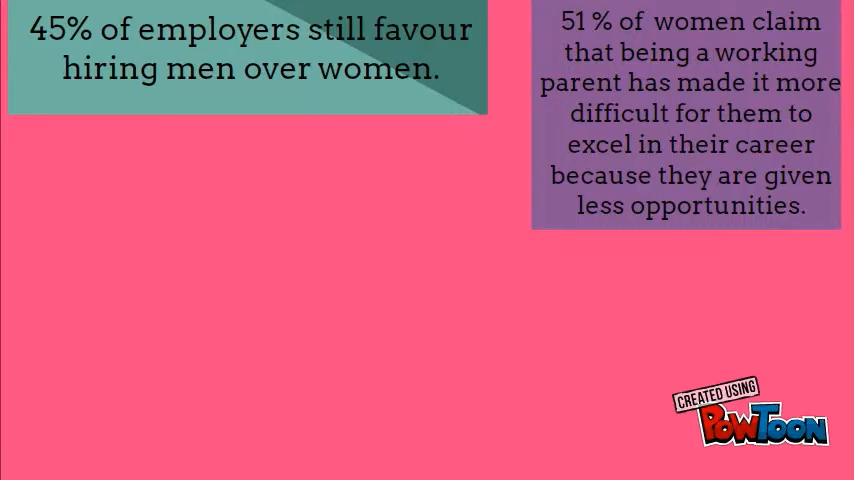 45% of employers still favour
hiring men over women.
51 % of women claim
that being a working
parent has made it more
difficult for them to
excel in their career
because they are given
less opportunities.
CREATED USING
POWTOON